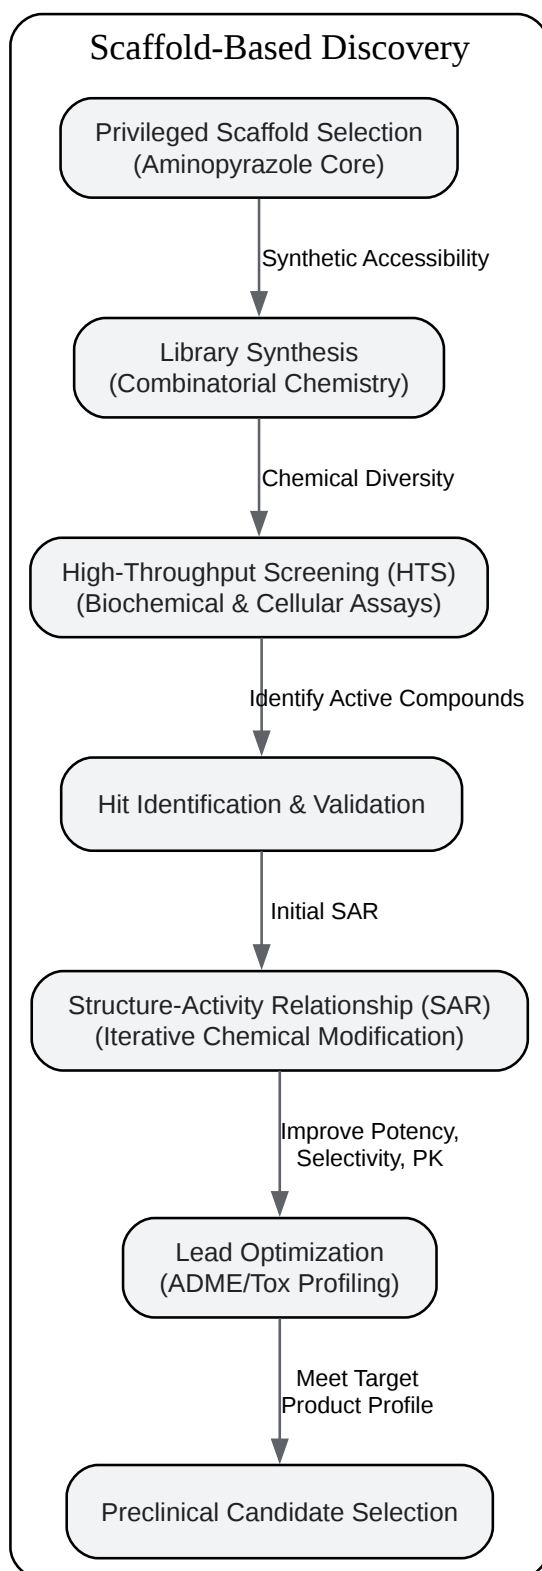 Scaffold-Based Discovery
Privileged Scaffold Selection
(Aminopyrazole Core)
Synthetic Accessibility
Library Synthesis
(Combinatorial Chemistry)
Chemical Diversity
High-Throughput Screening (HTS)
(Biochemical & Cellular Assays)
Identify Active Compounds
Hit Identification & Validation
Initial SAR
Structure-Activity Relationship (SAR)
(Iterative Chemical Modification)
Improve Potency,
Selectivity, PK
Lead Optimization
(ADME/Tox Profiling)
Meet Target
Product Profile
Preclinical Candidate Selection